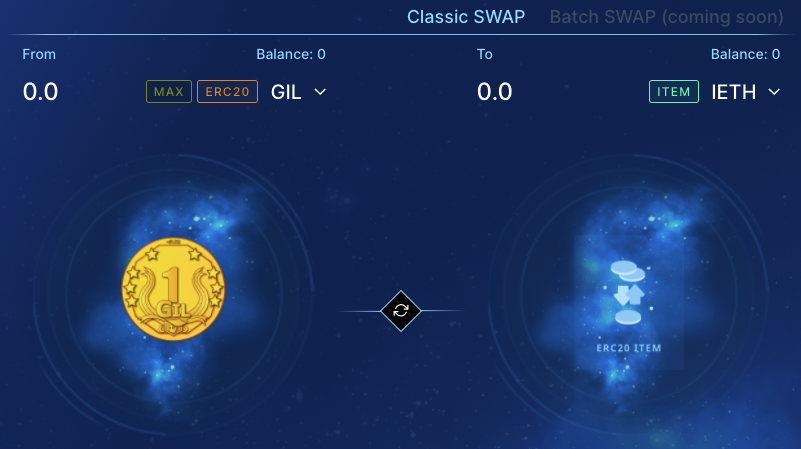 Classic SWAP Batch SWAP (coming soon)
From Balance: 0 To Balance: 0
0.0 MAX ERC20 GIL 0.0 ITEM IETH
1
GIL
ERC20 ITEM